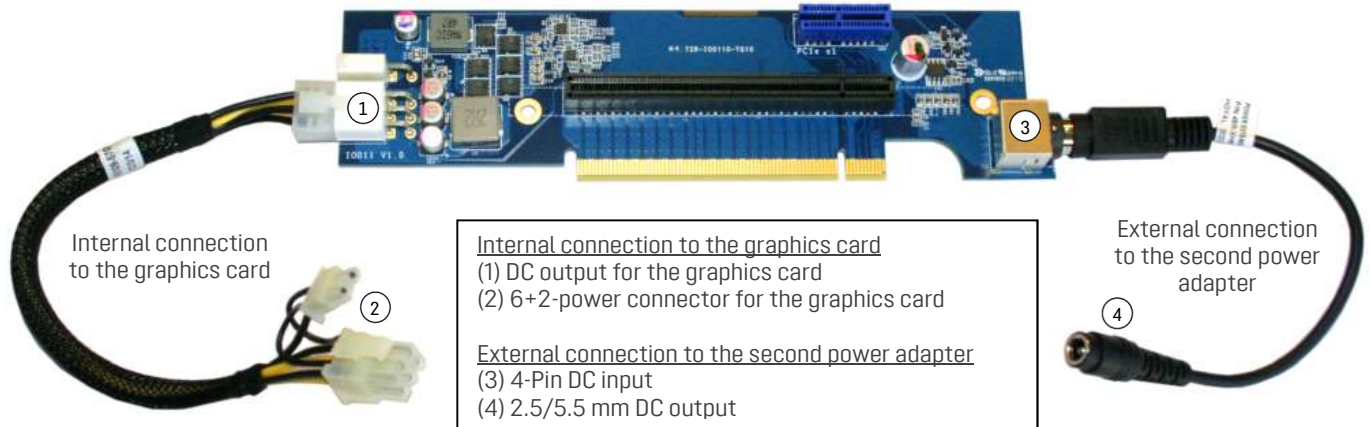 1
2
3
4
PCIe x1
IO011 V1.0
Internal connection
to the graphics card
Internal connection to the graphics card
(1) DC output for the graphics card
(2) 6+2-power connector for the graphics card
External connection to the second power adapter
(3) 4-Pin DC input
(4) 2.5/5.5 mm DC output
External connection
to the second power
adapter